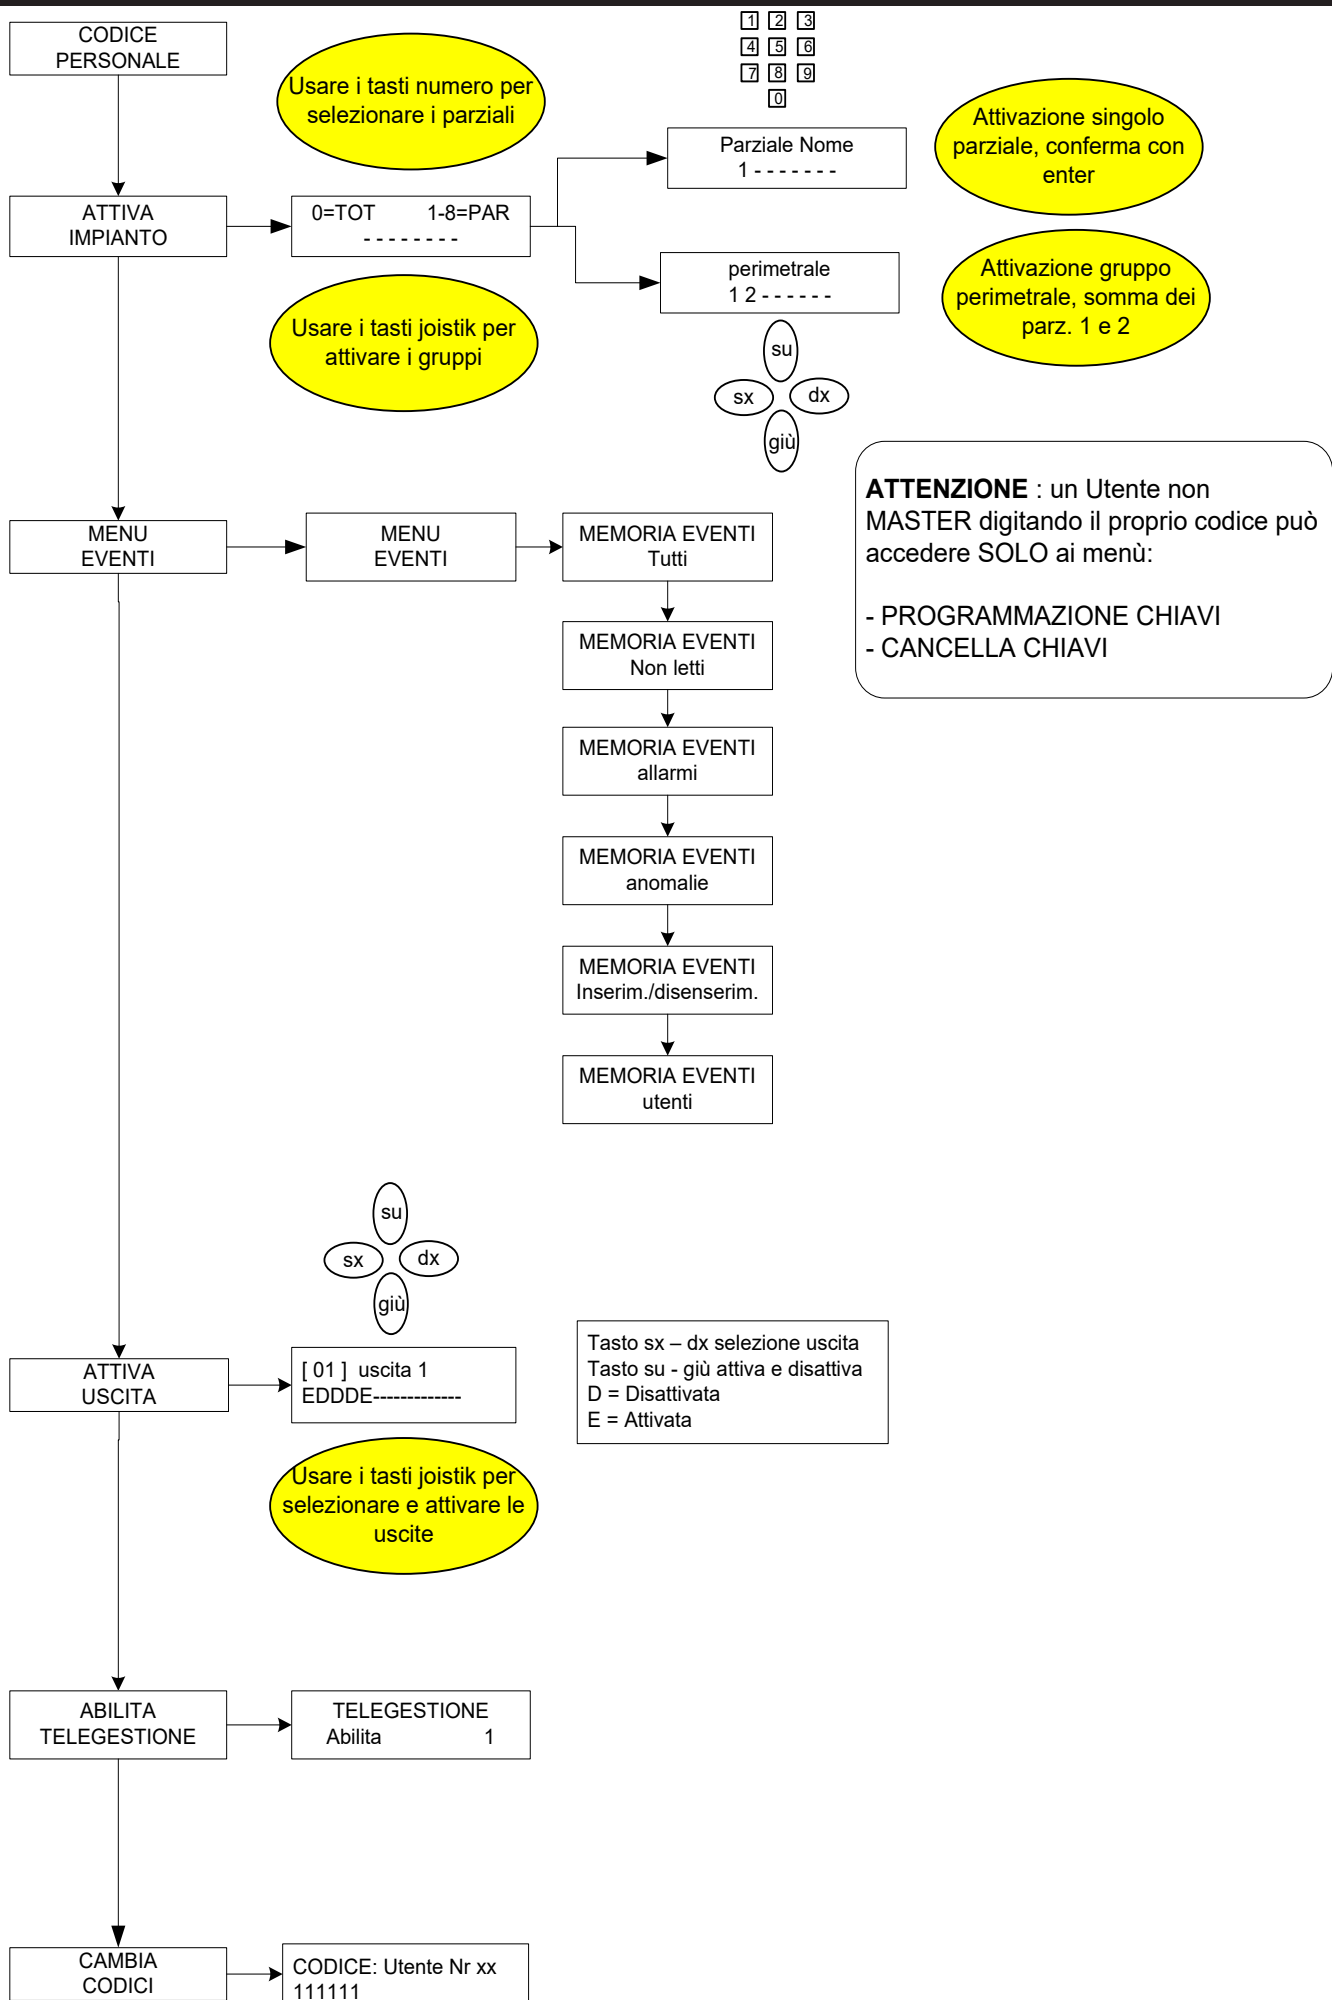 CODICE
PERSONALE
Usare i tasti numero per
selezionare i parziali
1 2 3
4 5 6
7 8 9
0
Parziale Nome
1 - - - - - - -
Attivazione singolo
parziale, conferma con
enter
ATTIVA
IMPIANTO
0=TOT 1-8=PAR
- - - - - - - -
perimetrale
1 2 - - - - - -
Attivazione gruppo
perimetrale, somma dei
parz. 1 e 2
Usare i tasti joistik per
attivare i gruppi
su
sx
dx
giù
ATTENZIONE : un Utente non
MASTER digitando il proprio codice può
accedere SOLO ai menù:
- PROGRAMMAZIONE CHIAVI
- CANCELLA CHIAVI
MENU
EVENTI
MENU
EVENTI
MEMORIA EVENTI
Tutti
MEMORIA EVENTI
Non letti
MEMORIA EVENTI
allarmi
MEMORIA EVENTI
anomalie
MEMORIA EVENTI
Inserim./disenserim.
MEMORIA EVENTI
utenti
su
sx
dx
giù
ATTIVA
USCITA
[ 01 ] uscita 1
EDDDE-------------
Tasto sx – dx selezione uscita
Tasto su - giù attiva e disattiva
D = Disattivata
E = Attivata
Usare i tasti joistik per
selezionare e attivare le
uscite
ABILITA
TELEGESTIONE
TELEGESTIONE
Abilita 1
CAMBIA
CODICI
CODICE: Utente Nr xx
111111